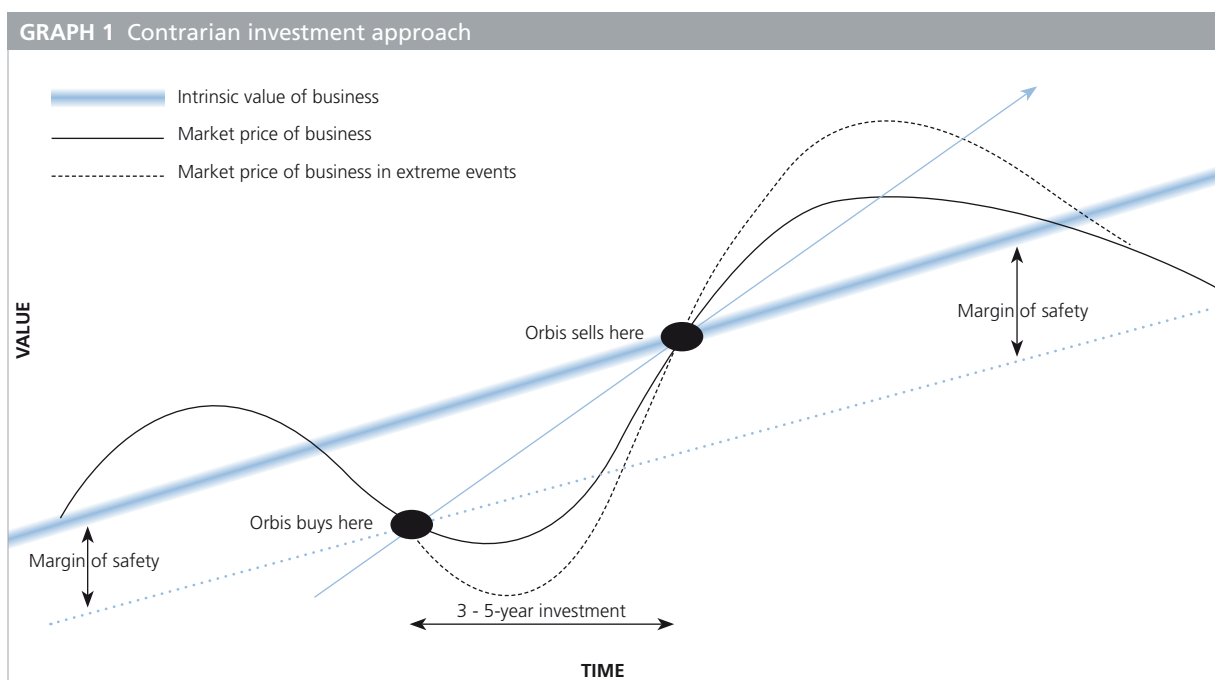 GRAPH 1 Contrarian investment approach
Intrinsic value of business
Market price of business
Market price of business in extreme events
VALUE
Orbis sells here
Margin of safety
Orbis buys here
Margin of safety
3 - 5-year investment
TIME